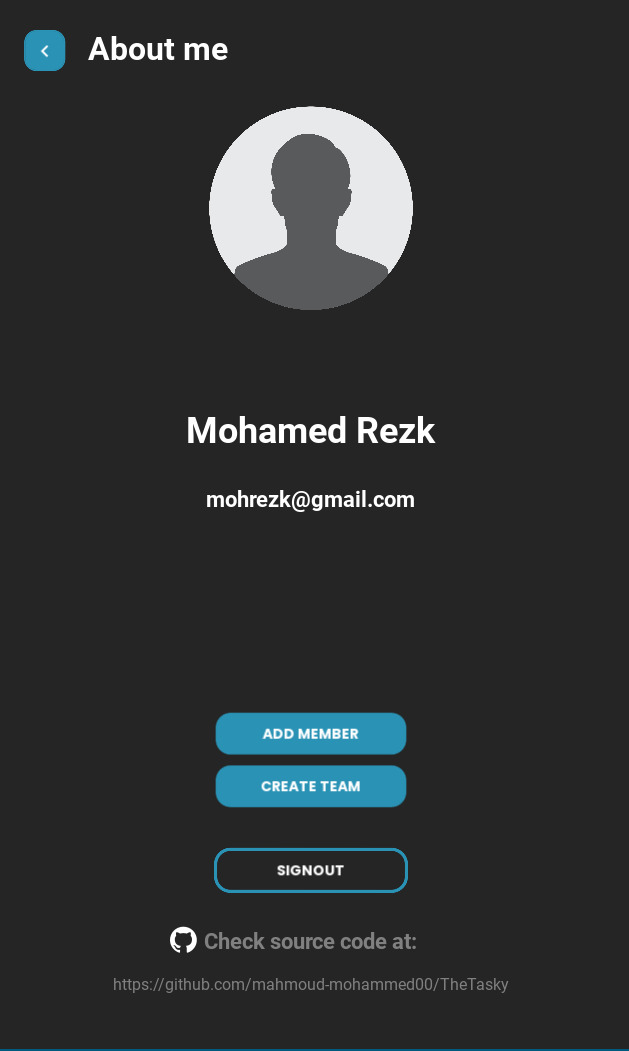 About me
Mohamed Rezk
mohrezk@gmail.com
ADD MEMBER
CREATE TEAM
SIGNOUT
Check source code at:
https://github.com/mahmoud-mohammed00/TheTasky